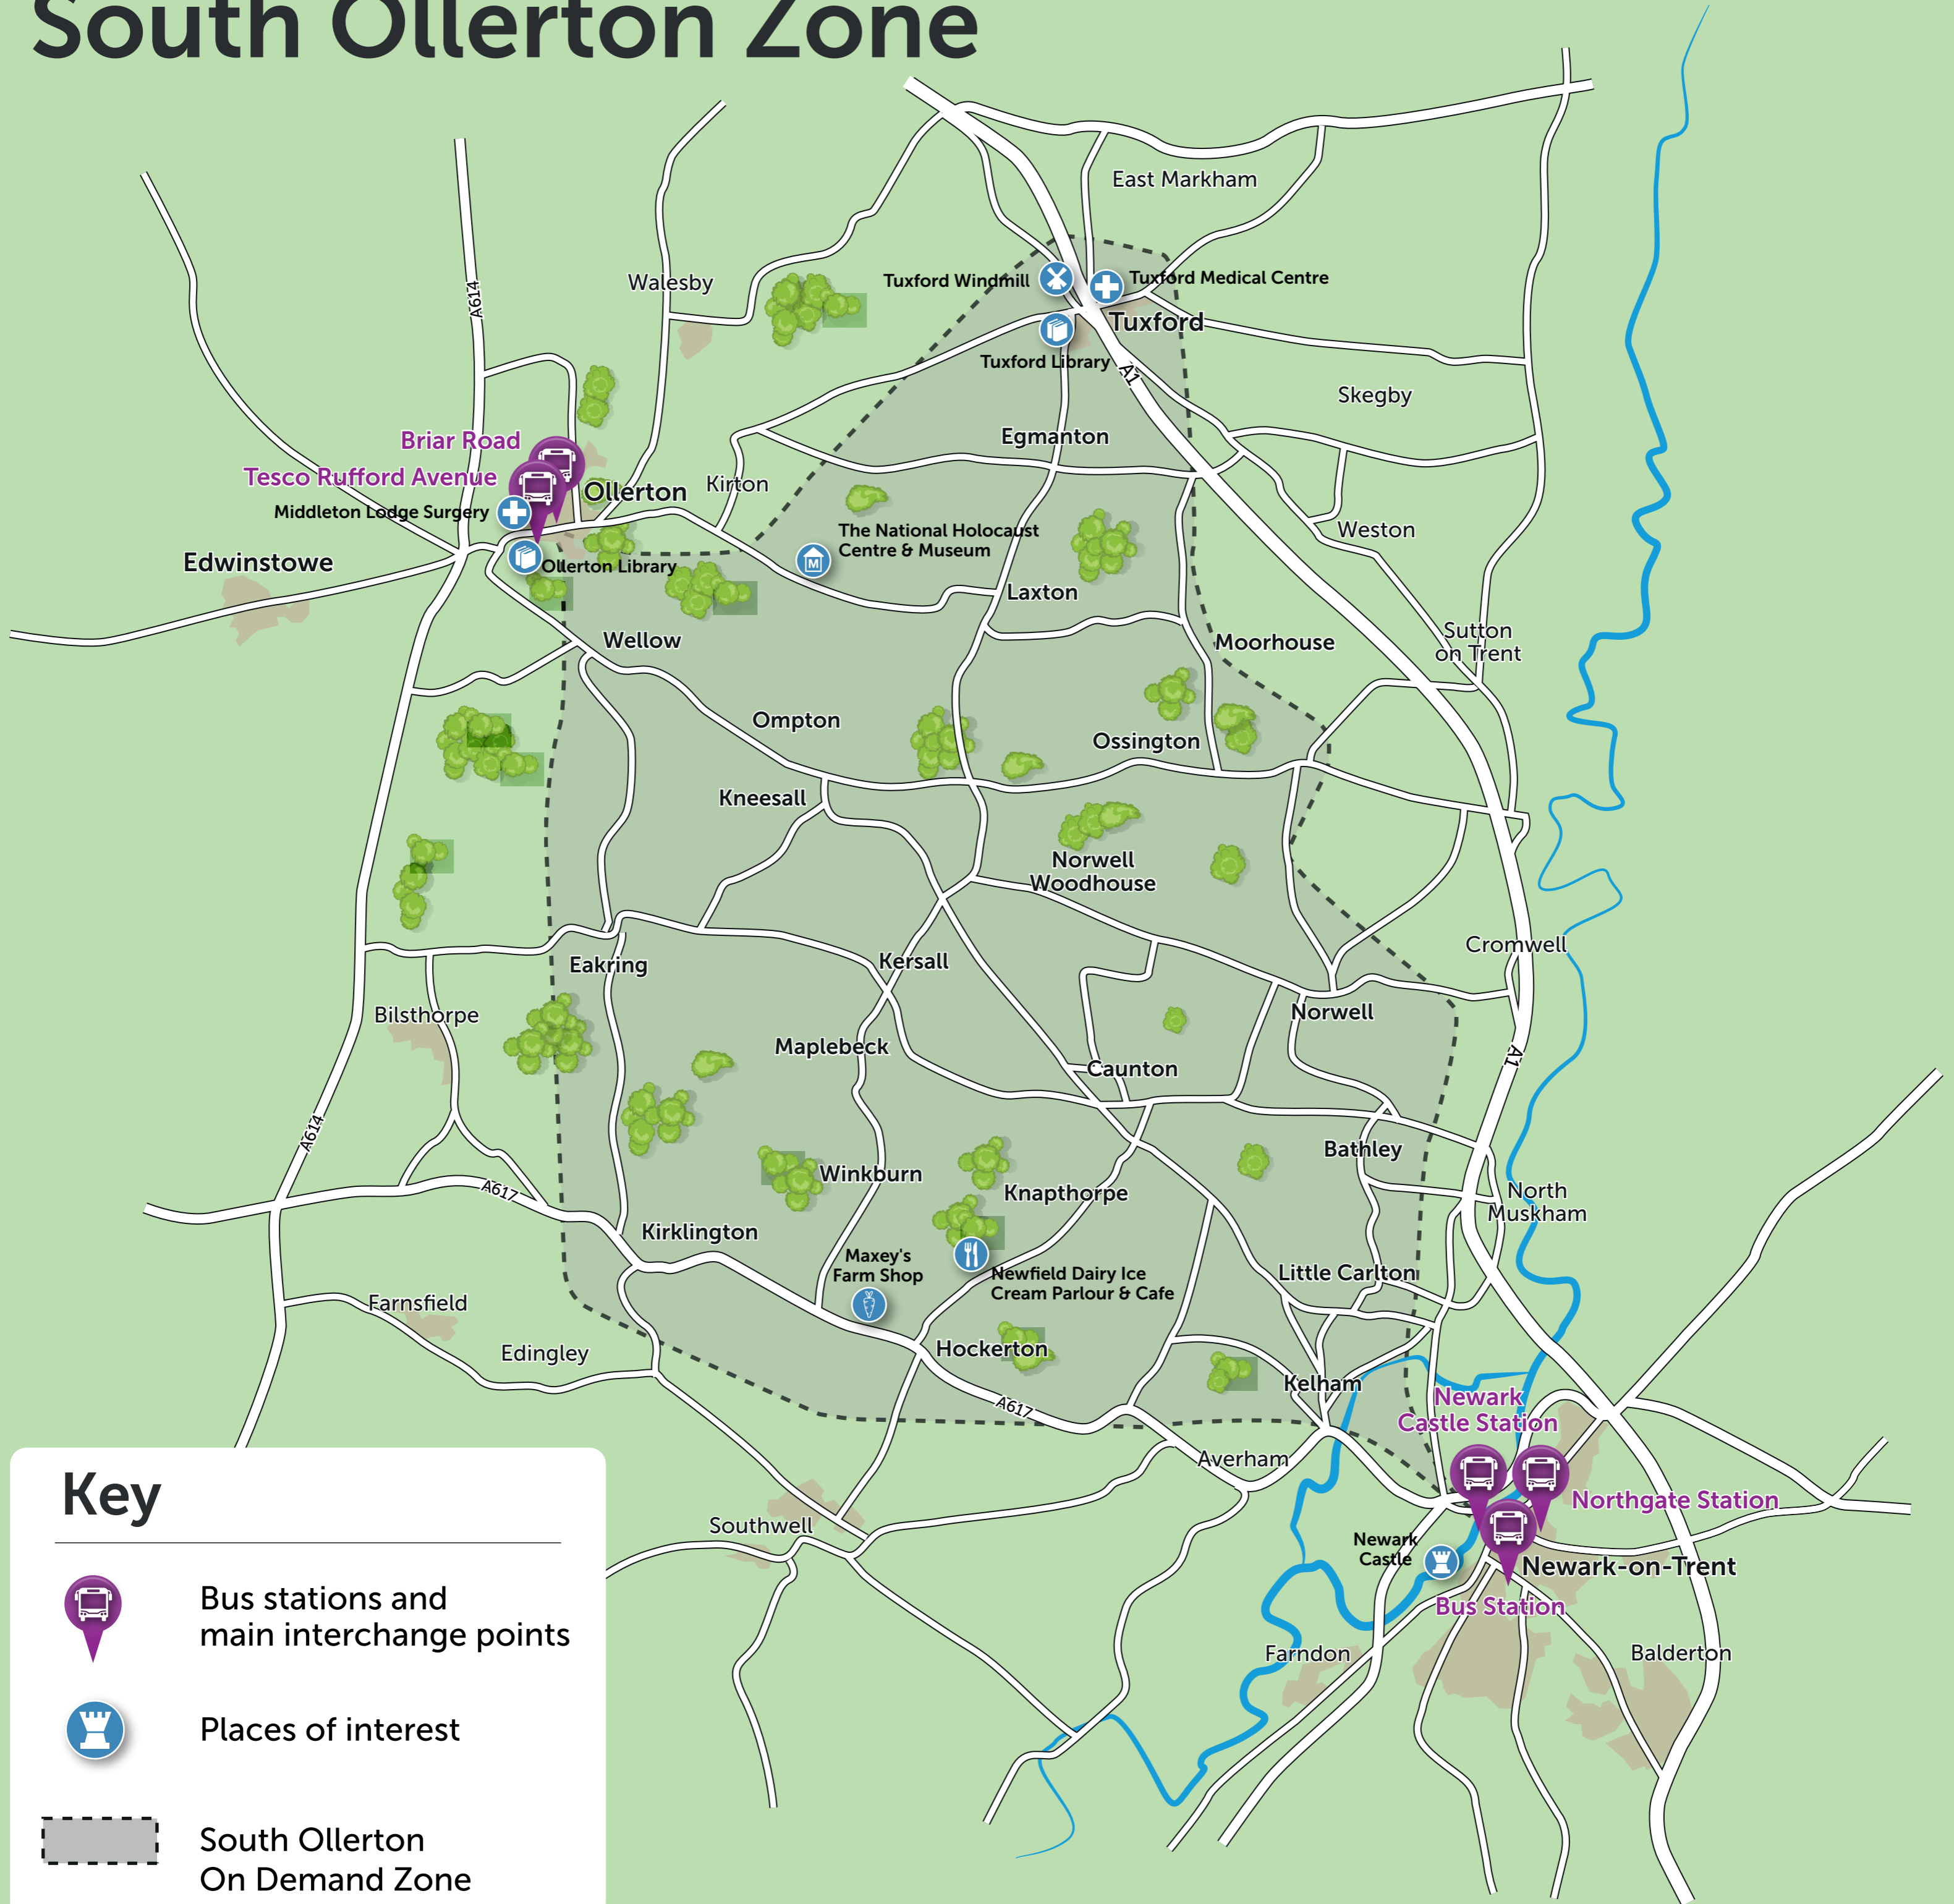 South Ollerton Zone
East Markham
Walesby
A614
Tuxford Windmill
Tuxford Medical Centre
Tuxford
Tuxford Library
A1
Skegby
Briar Road
Tesco Rufford Avenue
Egmanton
Kirton
Ollerton
Middleton Lodge Surgery
The National Holocaust
Centre & Museum
M
Weston
Edwinstowe
Ollerton Library
Laxton
Wellow
Moorhouse
Sutton
on Trent
Ompton
Ossington
Kneesall
Norwell
Woodhouse
Cromwell
Eakring
Kersall
Bilsthorpe
Norwell
Maplebeck
Caunton
A1
A614
Bathley
Winkburn
Knapthorpe
A617
North
Muskham
Kirklington
Maxey's
Farm Shop
Newfield Dairy Ice
Cream Parlour & Cafe
Little Carlton
Farnsfield
Edingley
Hockerton
Kelham
A617
Newark
Castle Station
Averham
Northgate Station
Southwell
Newark
Castle
Newark-on-Trent
Bus Station
Farndon
Balderton
Key
Bus stations and
main interchange points
Places of interest
South Ollerton
On Demand Zone